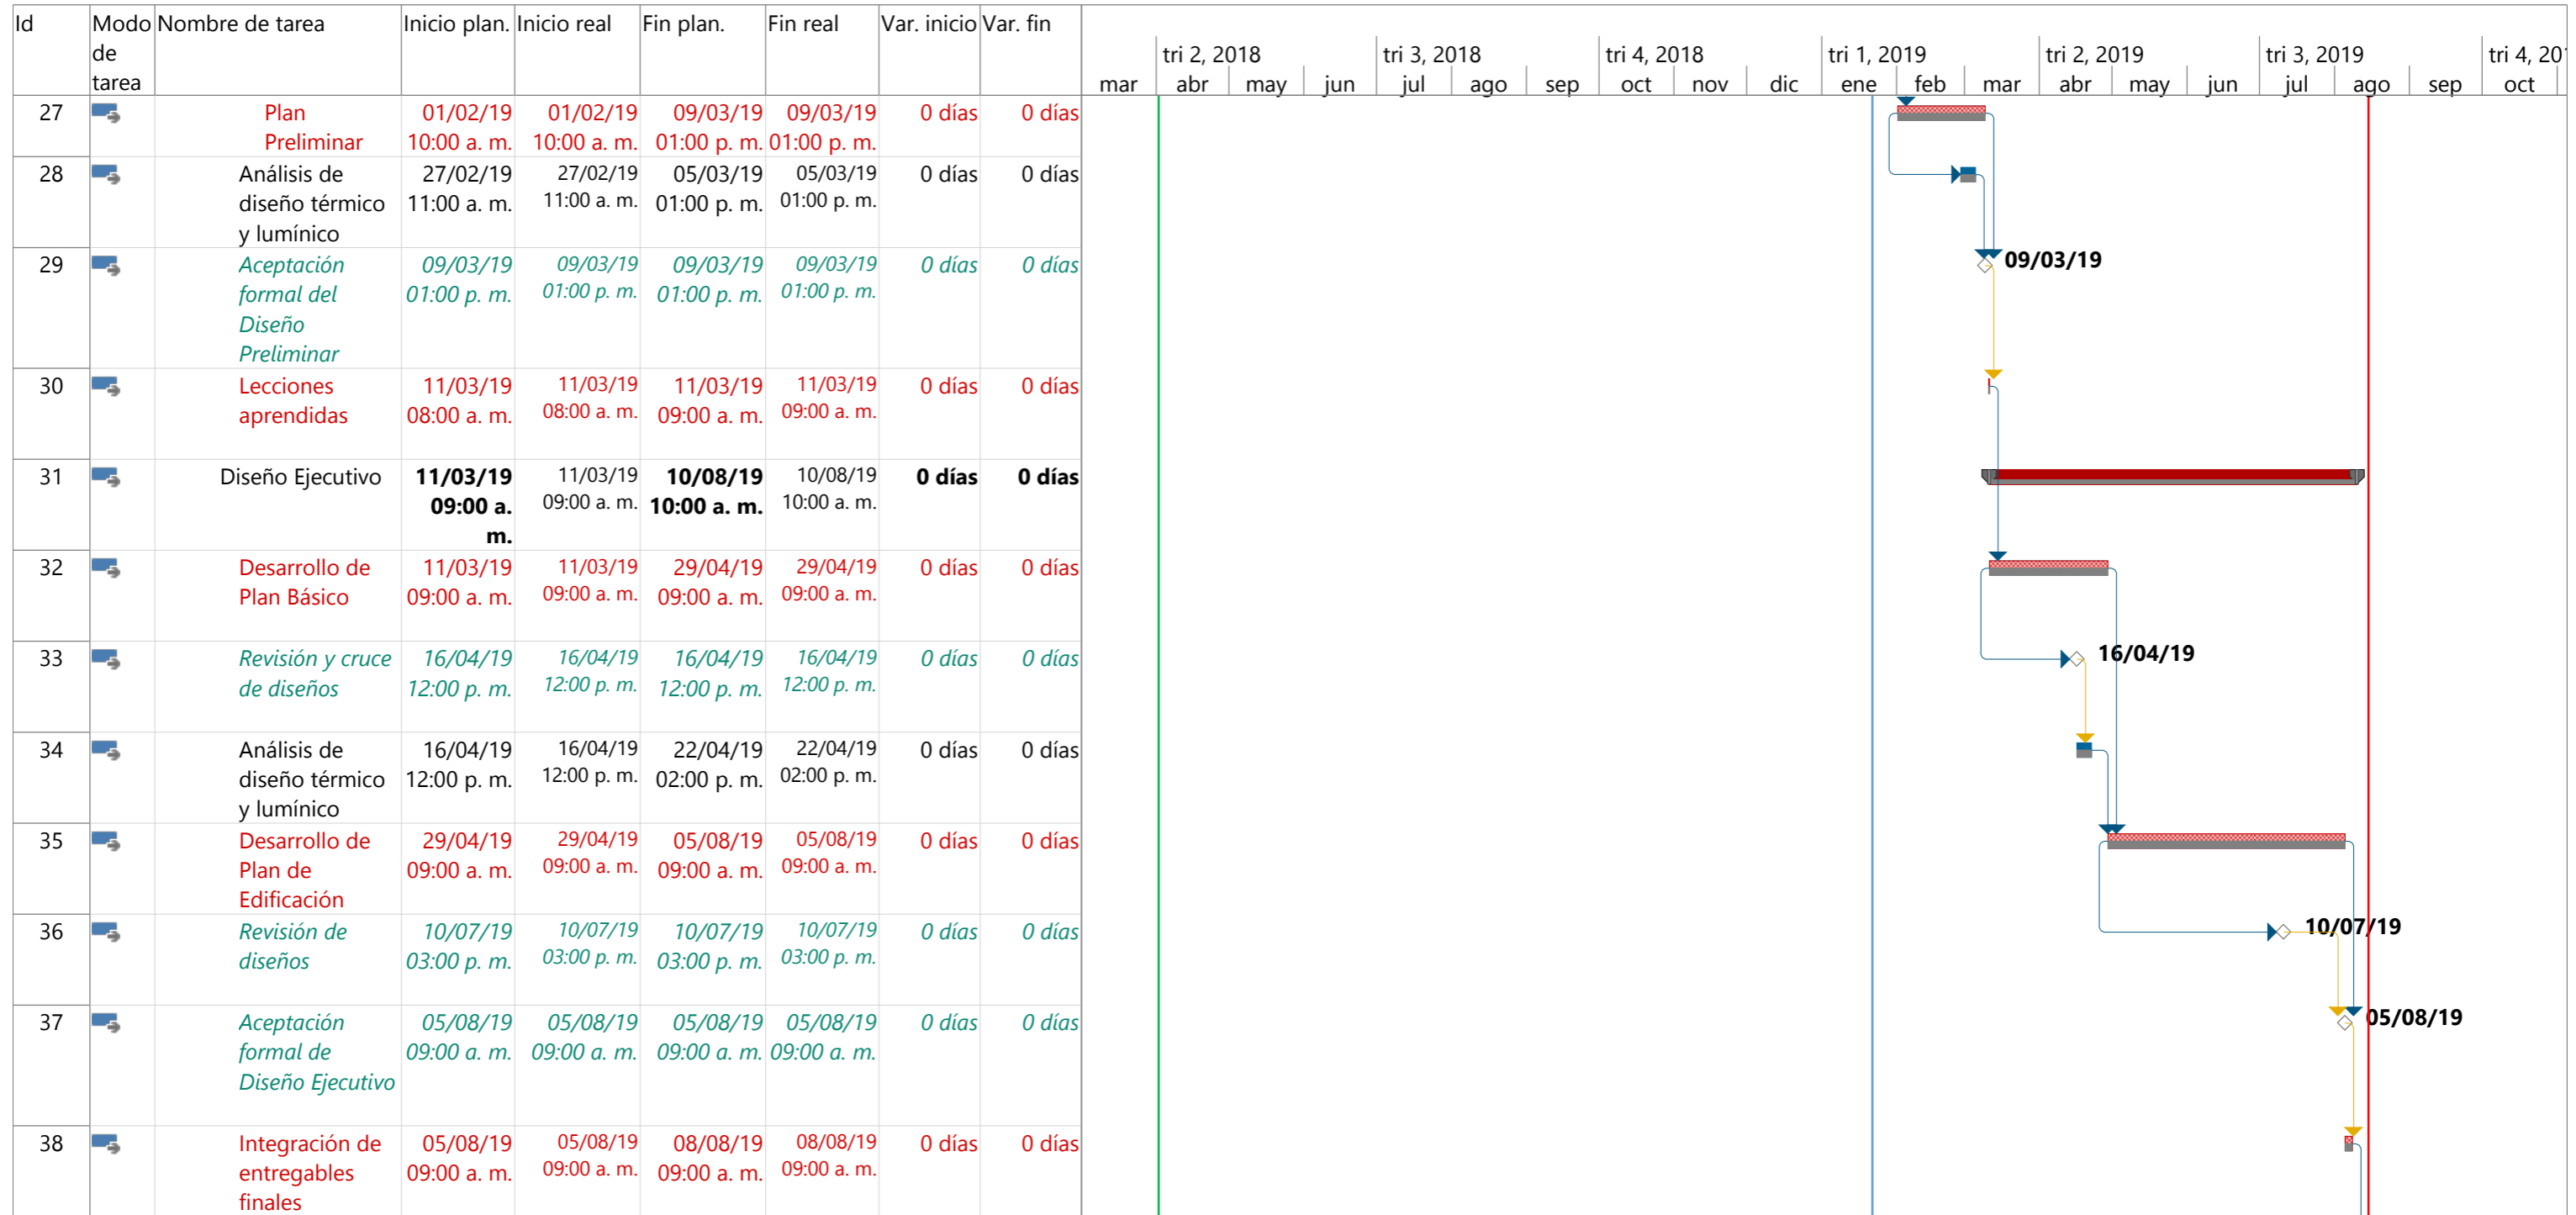 Id Modo de tarea Nombre de tarea Inicio plan. Inicio real Fin plan. Fin real Var. inicio Var. fin
tri 2, 2018 tri 3, 2018 tri 4, 2018 tri 1, 2019 tri 2, 2019 tri 3, 2019 tri 4, 20
mar abr may jun jul ago sep oct nov dic ene feb mar abr may jun jul ago sep oct
27 Plan 01/02/19 01/02/19 09/03/19 09/03/19 0 días 0 días
Preliminar 10:00 a. m. 10:00 a. m. 01:00 p. m. 01:00 p. m.
28 Análisis de 27/02/19 27/02/19 05/03/19 05/03/19 0 días 0 días
diseño térmico 11:00 a. m. 11:00 a. m. 01:00 p. m. 01:00 p. m.
y lumínico
29 Aceptación 09/03/19 09/03/19 09/03/19 09/03/19 0 días 0 días 09/03/19
formal del 01:00 p. m. 01:00 p. m. 01:00 p. m. 01:00 p. m.
Diseño
Preliminar
30 Lecciones 11/03/19 11/03/19 11/03/19 11/03/19 0 días 0 días
aprendidas 08:00 a. m. 08:00 a. m. 09:00 a. m. 09:00 a. m.
31 Diseño Ejecutivo 11/03/19 11/03/19 10/08/19 10/08/19 0 días 0 días
09:00 a. 09:00 a. m. 10:00 a. m. 10:00 a. m.
m.
32 Desarrollo de 11/03/19 11/03/19 29/04/19 29/04/19 0 días 0 días
Plan Básico 09:00 a. m. 09:00 a. m. 09:00 a. m. 09:00 a. m.
33 Revisión y cruce 16/04/19 16/04/19 16/04/19 16/04/19 0 días 0 días 16/04/19
de diseños 12:00 p. m. 12:00 p. m. 12:00 p. m. 12:00 p. m.
34 Análisis de 16/04/19 16/04/19 22/04/19 22/04/19 0 días 0 días
diseño térmico 12:00 p. m. 12:00 p. m. 02:00 p. m. 02:00 p. m.
y lumínico
35 Desarrollo de 29/04/19 29/04/19 05/08/19 05/08/19 0 días 0 días
Plan de 09:00 a. m. 09:00 a. m. 09:00 a. m. 09:00 a. m.
Edificación
36 Revisión de 10/07/19 10/07/19 10/07/19 10/07/19 0 días 0 días 10/07/19
diseños 03:00 p. m. 03:00 p. m. 03:00 p. m. 03:00 p. m.
37 Aceptación 05/08/19 05/08/19 05/08/19 05/08/19 0 días 0 días 05/08/19
formal de 09:00 a. m. 09:00 a. m. 09:00 a. m. 09:00 a. m.
Diseño Ejecutivo
38 Integración de 05/08/19 05/08/19 08/08/19 08/08/19 0 días 0 días
entregables 09:00 a. m. 09:00 a. m. 09:00 a. m. 09:00 a. m.
finales